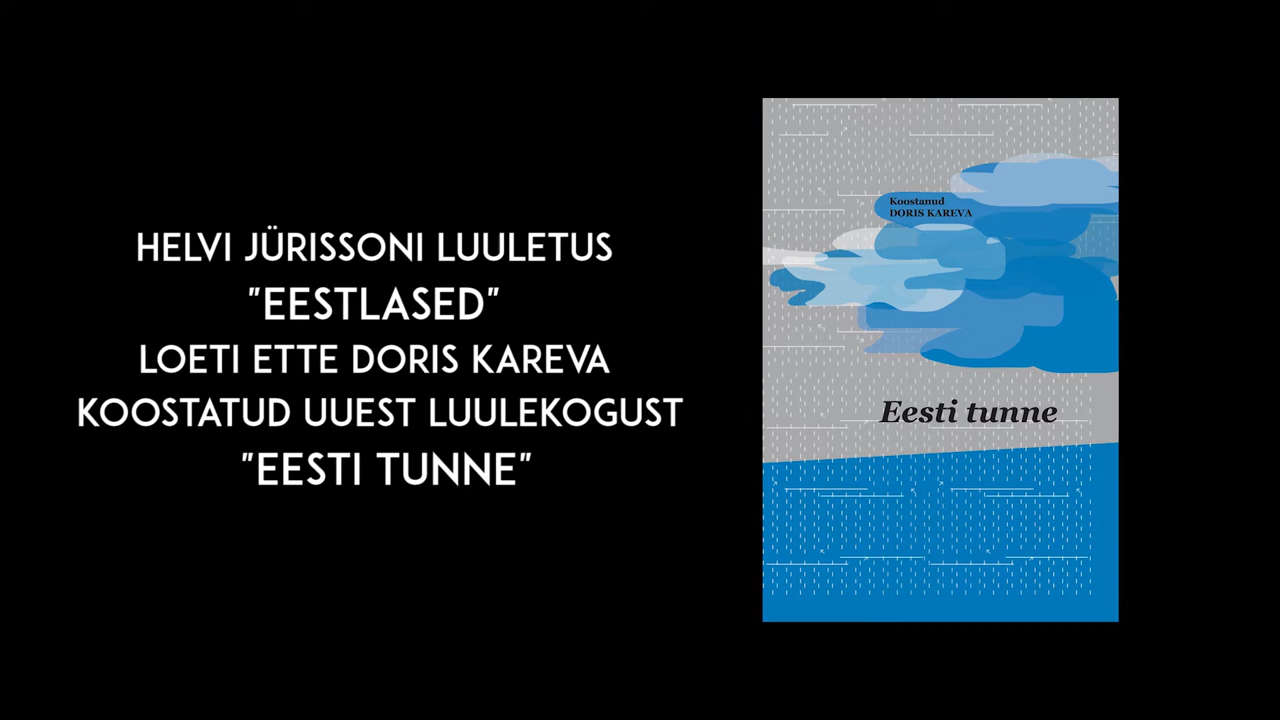 HELVI JÜRISSONI LUULETUS
"EESTLASED"
LOETI ETTE DORIS KAREVA
KOOSTATUD UUEST LUULEKOGUST
"EESTI TUNNE"
Koostanud
DORIS KAREVA
Eesti tunne